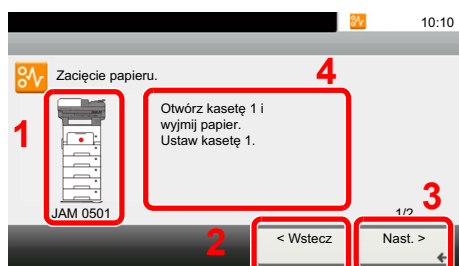 10:10
Zacięcie papieru.
4
1
Otwórz kasetę 1 i
wyjmij papier.
Ustaw kasetę 1.
JAM 0501
1/2
3
2
< Wstecz
Nast. >